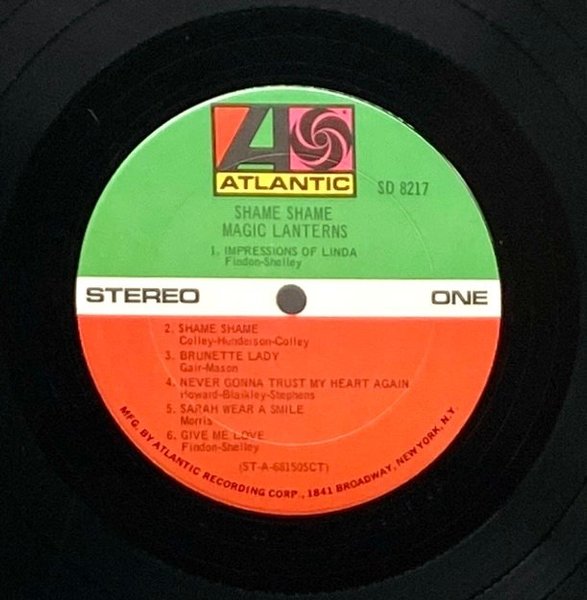 ATLANTIC
SD 8217
SHAME SHAME
MAGIC LANTERNS
1. IMPRESSIONS OF LINDA
Findon-Shelley
STEREO ONE
2. SHAME SHAME
Colley-Henderson-Colley
3. BRUNETTE LADY
Gair-Mason
4. NEVER GONNA TRUST MY HEART AGAIN
Howard-Blaikley-Stephens
5. SARAH WEAR A SMILE
Morris
6. GIVE ME LOVE
Findon-Shelley
(ST-A-681505CT)
MFG. BY ATLANTIC RECORDING CORP., 1841 BROADWAY, NEW YORK, N.Y.